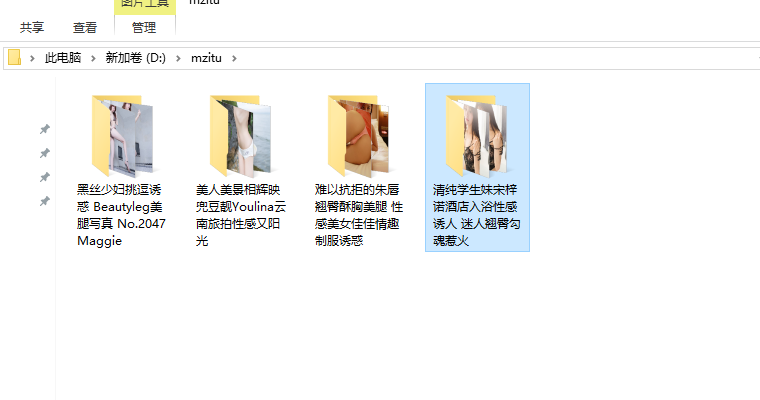 图片工具
mzitu
共享
查看
管理
此电脑
新加卷 (D:)
mzitu
黑丝少妇挑逗诱
惑 Beautyleg美
腿写真 No.2047
Maggie
美人美景相辉映
兜豆靓Youlina云
南旅拍性感又阳
光
难以抗拒的朱唇
翘臀酥胸美腿 性
感美女佳佳情趣
制服诱惑
清纯学生妹宋梓
诺酒店入浴性感
诱人 迷人翘臀勾
魂惹火